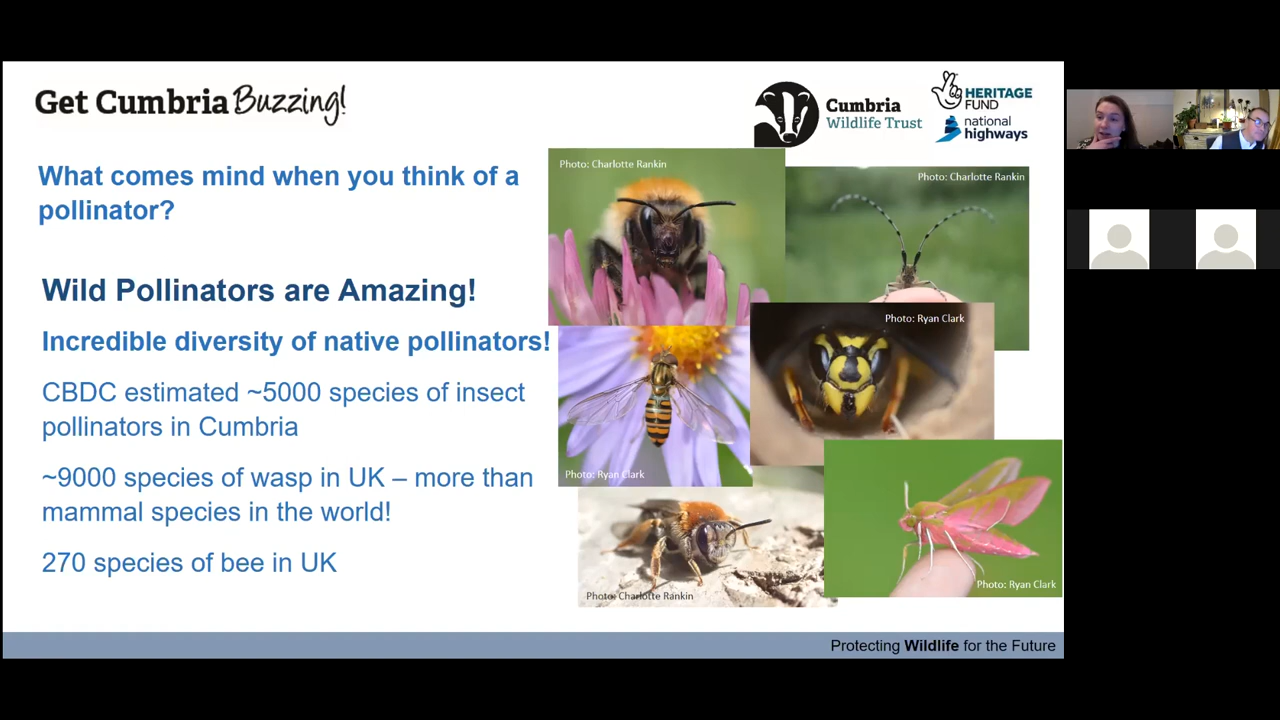 Get Cumbria Buzzing!
Cumbria
Wildlife Trust
HERITAGE
FUND
national
highways
What comes mind when you think of a
pollinator?
Wild Pollinators are Amazing!
Incredible diversity of native pollinators!
CBDC estimated ~5000 species of insect
pollinators in Cumbria
~9000 species of wasp in UK – more than
mammal species in the world!
270 species of bee in UK
Photo: Charlotte Rankin
Photo: Charlotte Rankin
Photo: Ryan Clark
Photo: Ryan Clark
Photo: Charlotte Rankin
Photo: Ryan Clark
Protecting Wildlife for the Future